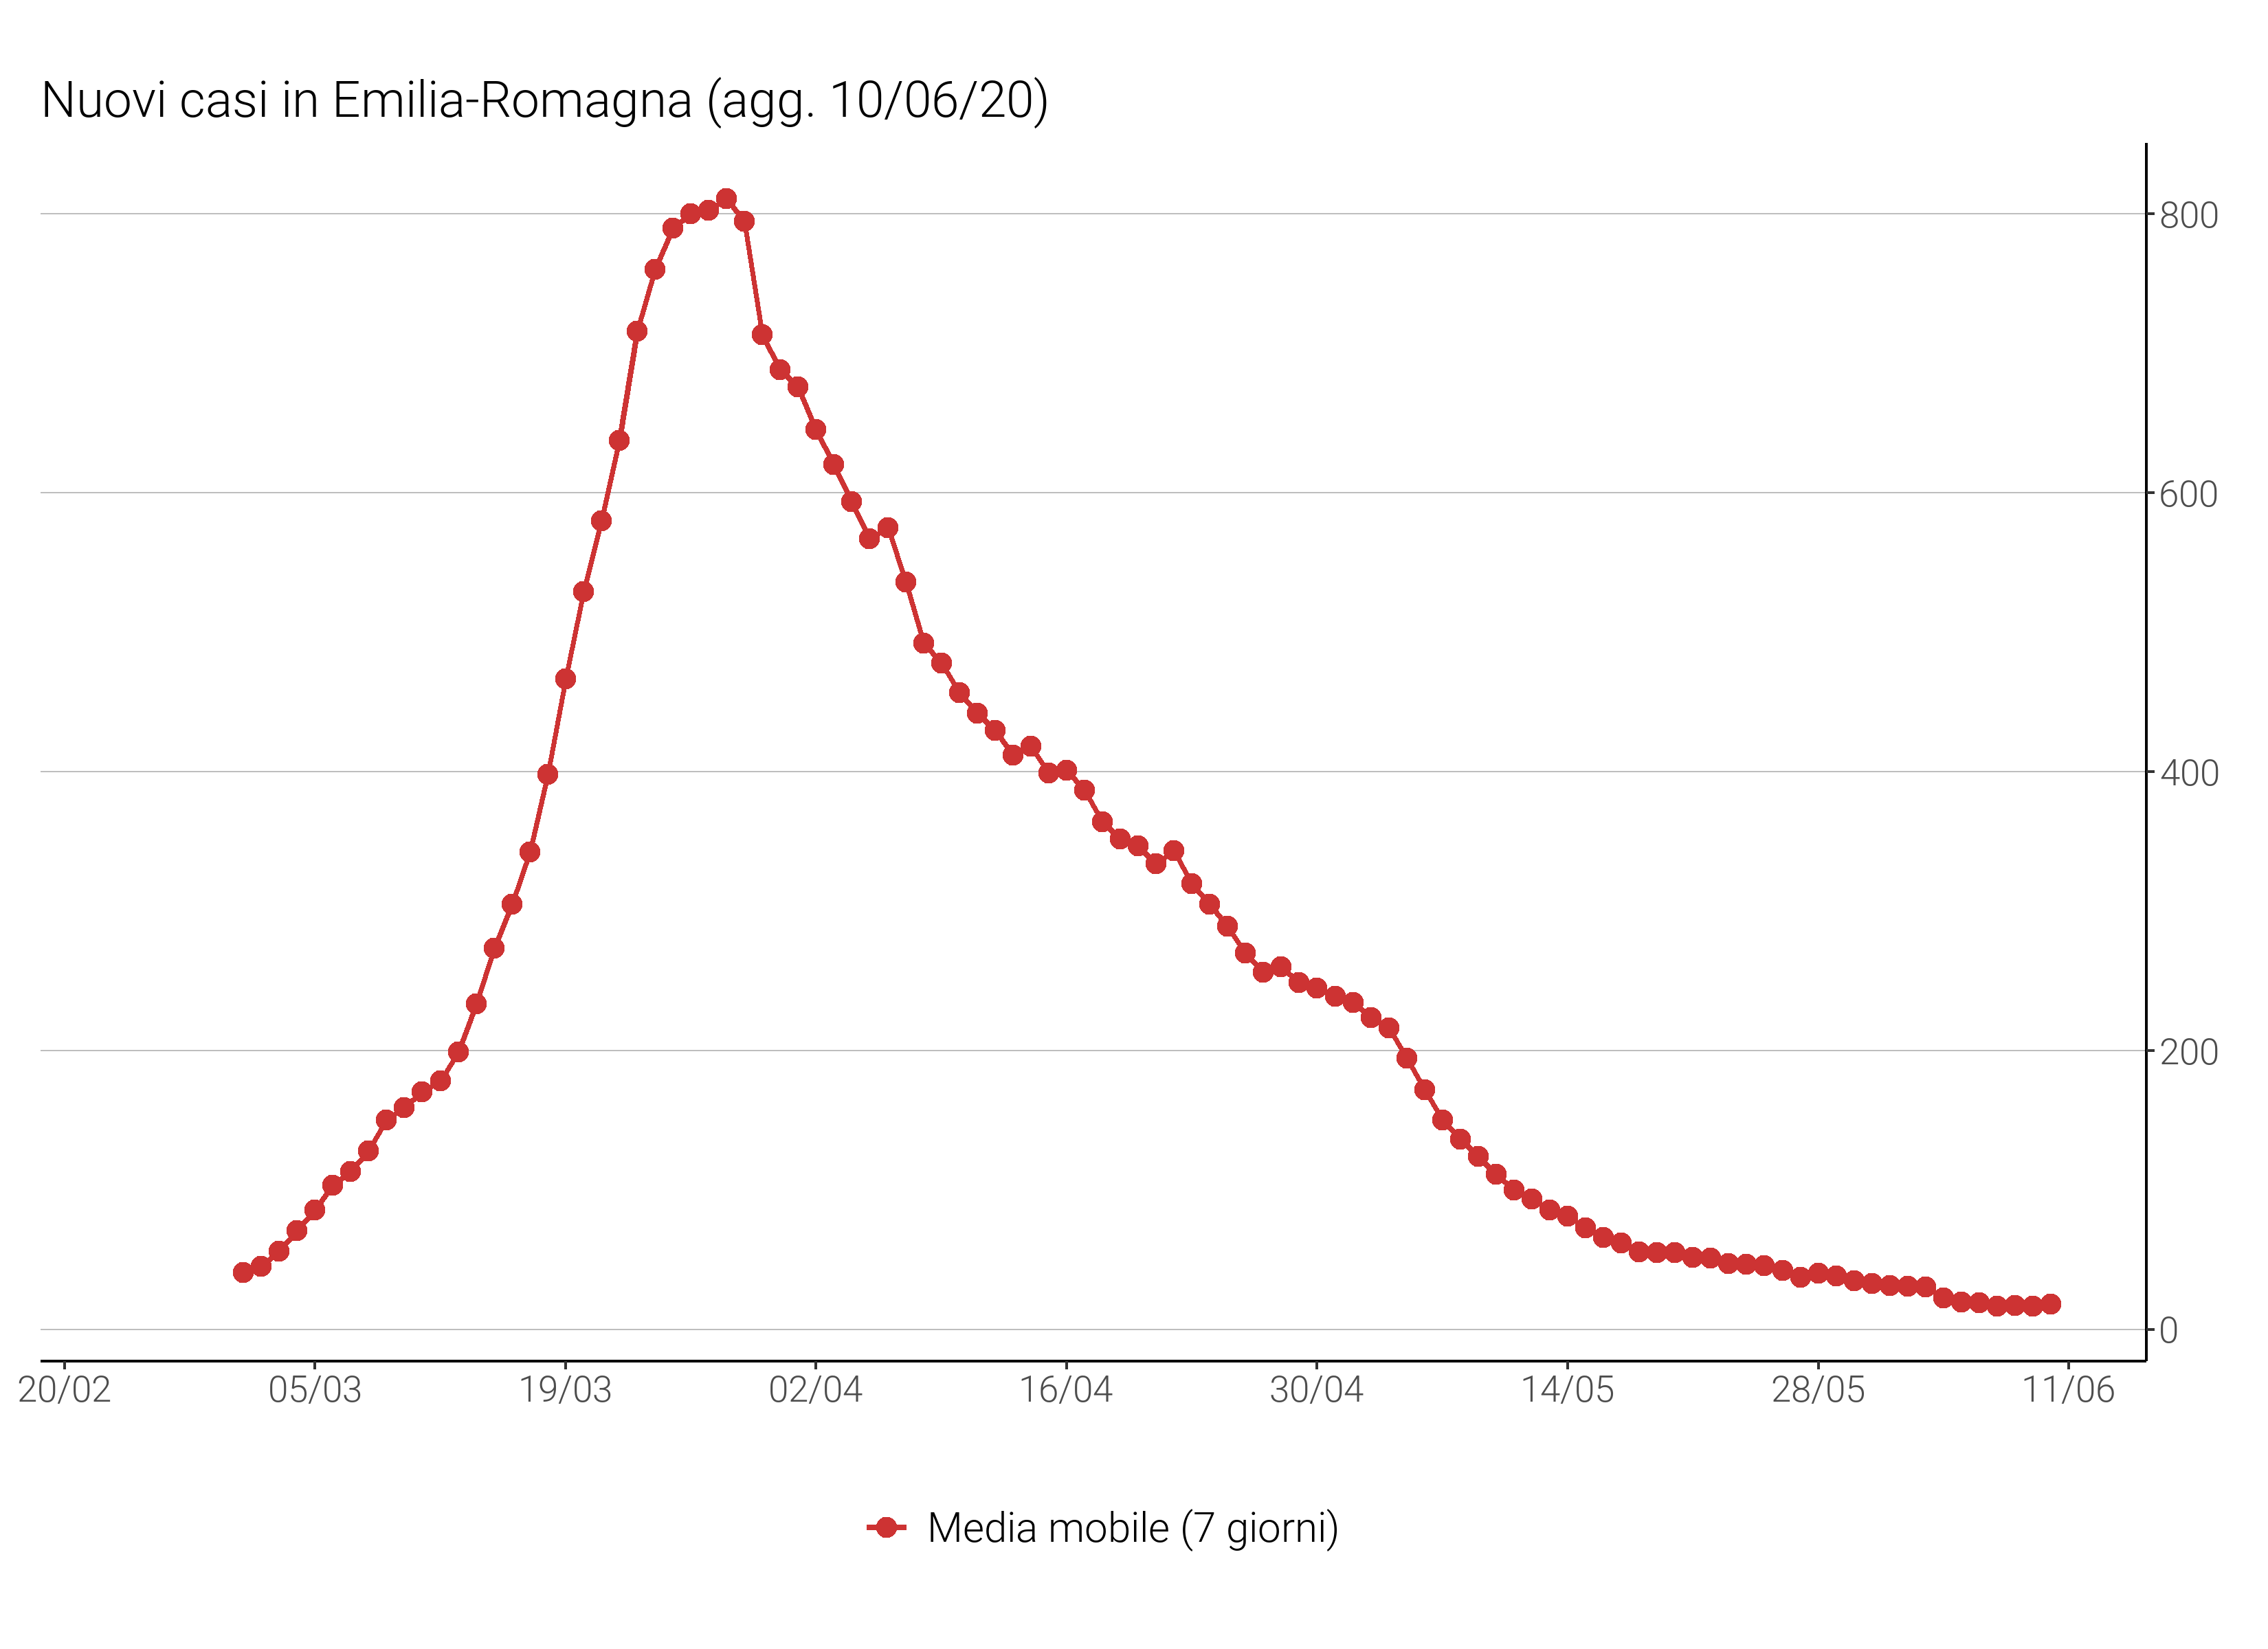 Nuovi casi in Emilia-Romagna (agg. 10/06/20)
800
600
400
200
0
20/02 05/03 19/03 02/04 16/04 30/04 14/05 28/05 11/06
Media mobile (7 giorni)